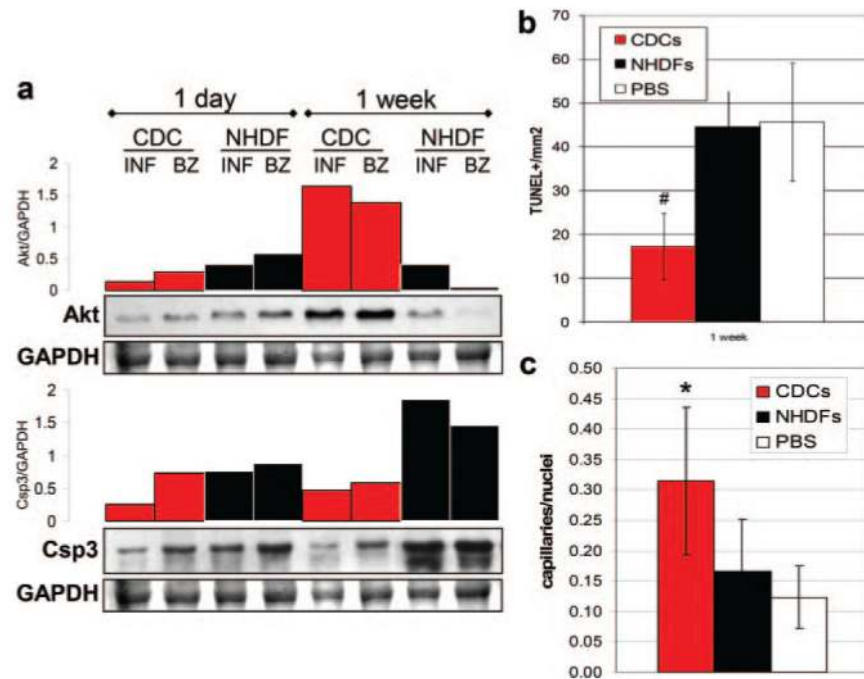 a
1 day 1 week
CDC NHDF CDC NHDF
INF BZ INF BZ INF BZ INF BZ
2
1.5
1
0.5
0
Akt/GAPDH
Akt
GAPDH
2
1.5
1
0.5
0
Csp3/GAPDH
Csp3
GAPDH
b
70
60
50
40
30
20
10
0
TUNEL+/mm2
CDCs
NHDFs
PBS
#
1 week
c
0.50
0.45
0.40
0.35
0.30
0.25
0.20
0.15
0.10
0.05
0.00
capillaries/nuclei
*
CDCs
NHDFs
PBS